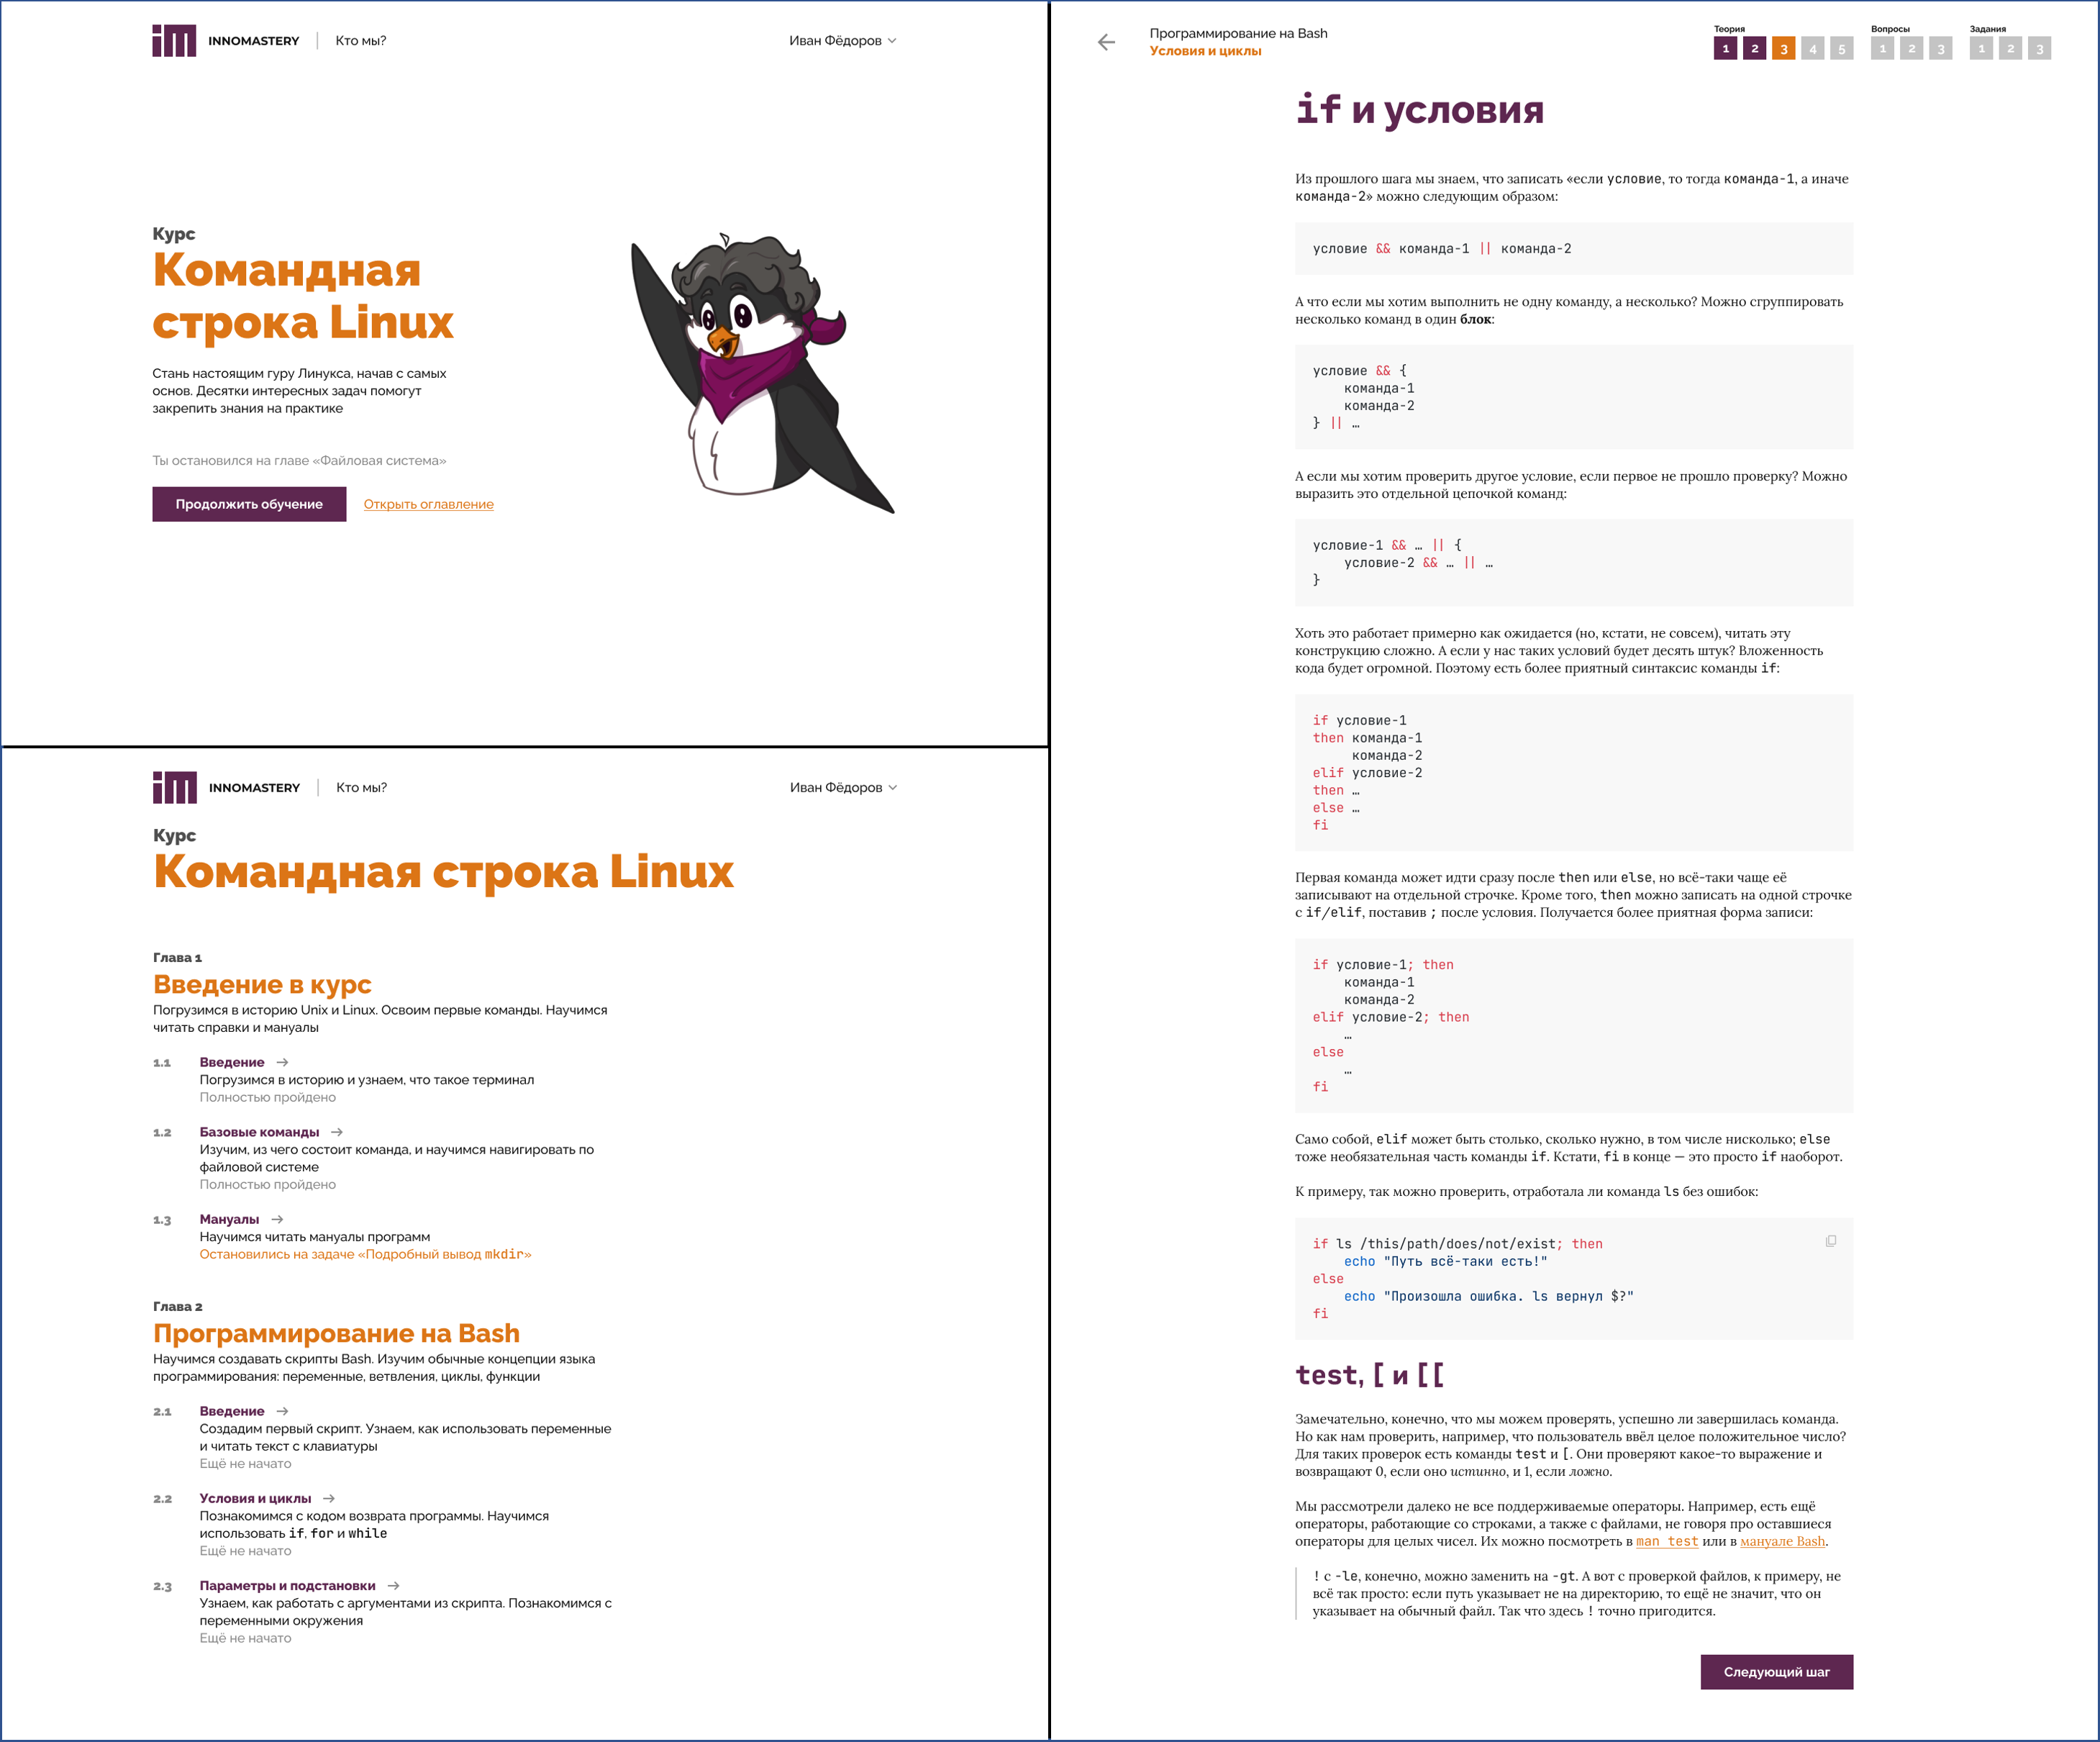 INNOMASTERY
Кто мы?
Иван Фёдоров
Курс
Командная
строка Linux
Стань настоящим гуру Линукса, начав с самых
основ. Десятки интересных задач помогут
закрепить знания на практике
Ты остановился на главе «Файловая система»
Продолжить обучение
Открыть оглавление
INNOMASTERY
Кто мы?
Иван Фёдоров
Курс
Командная строка Linux
Глава 1
Введение в курс
Погрузимся в историю Unix и Linux. Освоим первые команды. Научимся
читать справки и мануалы
1.1 Введение →
Погрузимся в историю и узнаем, что такое терминал
Полностью пройдено
1.2 Базовые команды →
Изучим, из чего состоит команда, и научимся навигировать по
файловой системе
Полностью пройдено
1.3 Мануалы →
Научимся читать мануалы программ
Остановились на задаче «Подробный вывод mkdir»
Глава 2
Программирование на Bash
Научимся создавать скрипты Bash. Изучим обычные концепции языка
программирования: переменные, ветвления, циклы, функции
2.1 Введение →
Создадим первый скрипт. Узнаем, как использовать переменные
и читать текст с клавиатуры
Ещё не начато
2.2 Условия и циклы →
Познакомимся с кодом возврата программы. Научимся
использовать if, for и while
Ещё не начато
2.3 Параметры и подстановки →
Узнаем, как работать с аргументами из скрипта. Познакомимся с
переменными окружения
Ещё не начато
Программирование на Bash
Условия и циклы
Теория
1 2 3 4 5
Вопросы
1 2 3
Задания
1 2 3
if и условия
Из прошлого шага мы знаем, что записать «если условие, то тогда команда-1, а иначе
команда-2» можно следующим образом:
условие && команда-1 || команда-2
А что если мы хотим выполнить не одну команду, а несколько? Можно сгруппировать
несколько команд в один блок:
условие && {
    команда-1
    команда-2
} || …
А если мы хотим проверить другое условие, если первое не прошло проверку? Можно
выразить это отдельной цепочкой команд:
условие-1 && … || {
    условие-2 && … || …
}
Хоть это работает примерно как ожидается (но, кстати, не совсем), читать эту
конструкцию сложно. А если у нас таких условий будет десять штук? Вложенность
кода будет огромной. Поэтому есть более приятный синтаксис команды if:
if условие-1
then команда-1
     команда-2
elif условие-2
then …
else …
fi
Первая команда может идти сразу после then или else, но всё-таки чаще её
записывают на отдельной строчке. Кроме того, then можно записать на одной строчке
с if/elif, поставив ; после условия. Получается более приятная форма записи:
if условие-1; then
    команда-1
    команда-2
elif условие-2; then
    …
else
    …
fi
Само собой, elif может быть столько, сколько нужно, в том числе нисколько; else
тоже необязательная часть команды if. Кстати, fi в конце — это просто if наоборот.
К примеру, так можно проверить, отработала ли команда ls без ошибок:
if ls /this/path/does/not/exist; then
    echo "Путь всё-таки есть!"
else
    echo "Произошла ошибка. ls вернул $?"
fi
test, [ и [[
Замечательно, конечно, что мы можем проверять, успешно ли завершилась команда.
Но как нам проверить, например, что пользователь ввёл целое положительное число?
Для таких проверок есть команды test и [. Они проверяют какое-то выражение и
возвращают 0, если оно истинно, и 1, если ложно.
Мы рассмотрели далеко не все поддерживаемые операторы. Например, есть ещё
операторы, работающие со строками, а также с файлами, не говоря про оставшиеся
операторы для целых чисел. Их можно посмотреть в man test или в мануале Bash.
! с -le, конечно, можно заменить на -gt. А вот с проверкой файлов, к примеру, не
всё так просто: если путь указывает не на директорию, то ещё не значит, что он
указывает на обычный файл. Так что здесь ! точно пригодится.
Следующий шаг